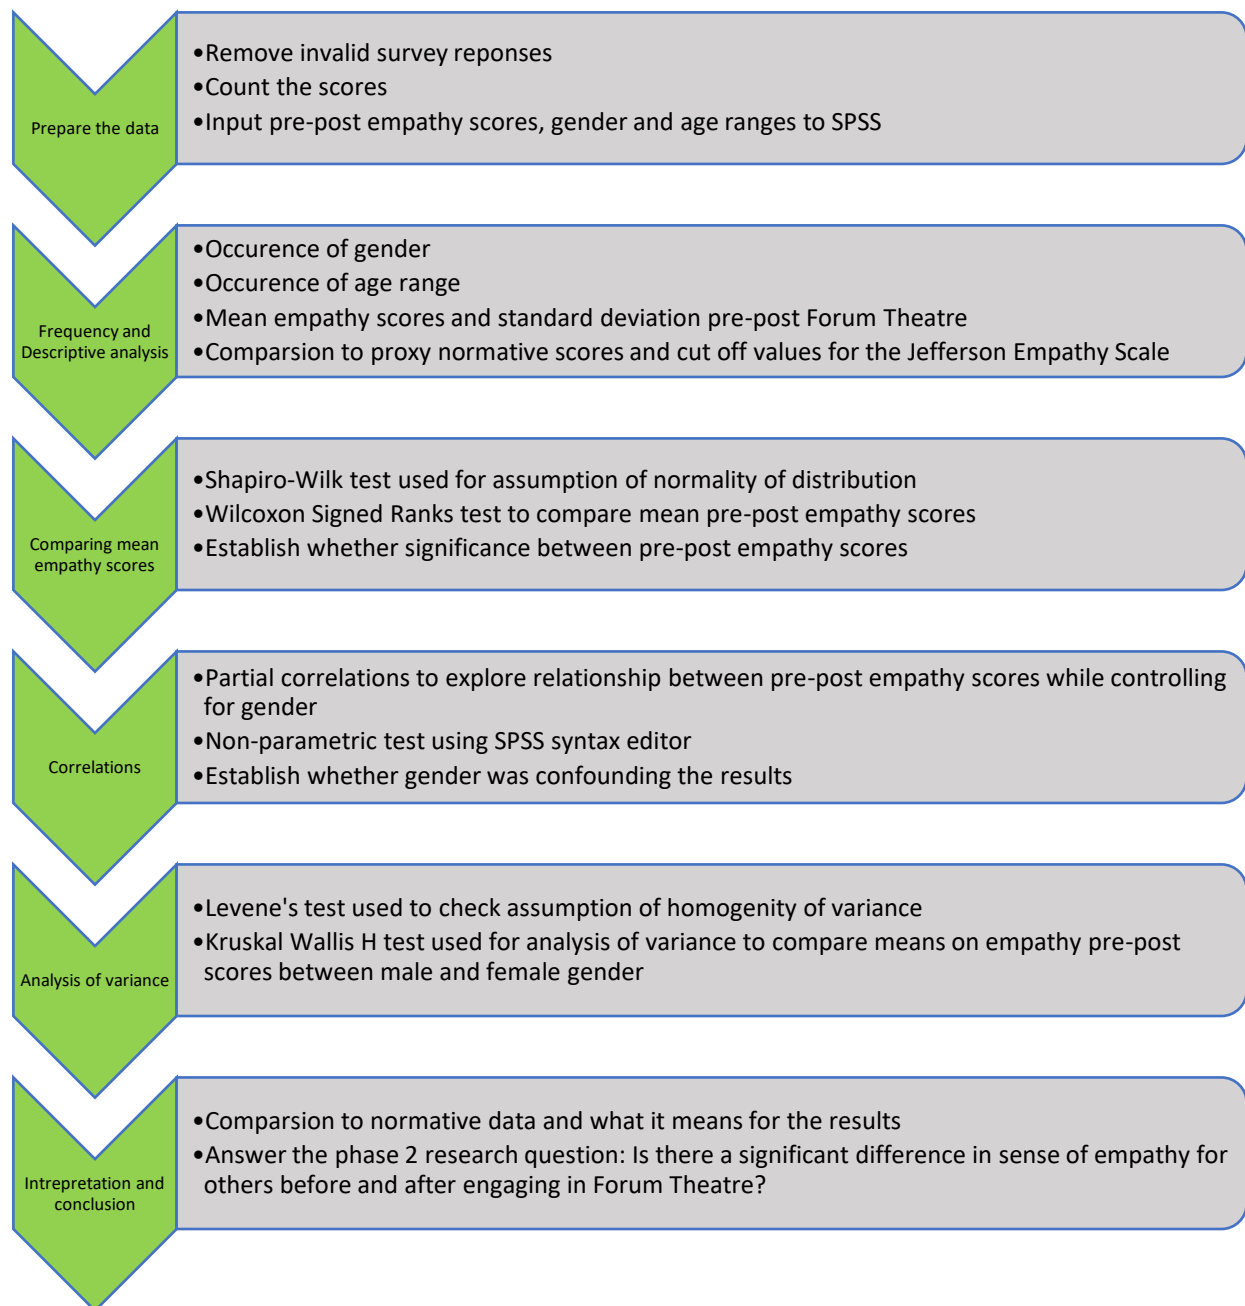 Prepare the data
•Remove invalid survey reponses
•Count the scores
•Input pre-post empathy scores, gender and age ranges to SPSS
Frequency and
Descriptive analysis
•Occurence of gender
•Occurence of age range
•Mean empathy scores and standard deviation pre-post Forum Theatre
•Comparsion to proxy normative scores and cut off values for the Jefferson Empathy Scale
Comparing mean
empathy scores
•Shapiro-Wilk test used for assumption of normality of distribution
•Wilcoxon Signed Ranks test to compare mean pre-post empathy scores
•Establish whether significance between pre-post empathy scores
Correlations
•Partial correlations to explore relationship between pre-post empathy scores while controlling
for gender
•Non-parametric test using SPSS syntax editor
•Establish whether gender was confounding the results
Analysis of variance
•Levene's test used to check assumption of homogenity of variance
•Kruskal Wallis H test used for analysis of variance to compare means on empathy pre-post
scores between male and female gender
Intrepretation and
conclusion
•Comparsion to normative data and what it means for the results
•Answer the phase 2 research question: Is there a significant difference in sense of empathy for
others before and after engaging in Forum Theatre?